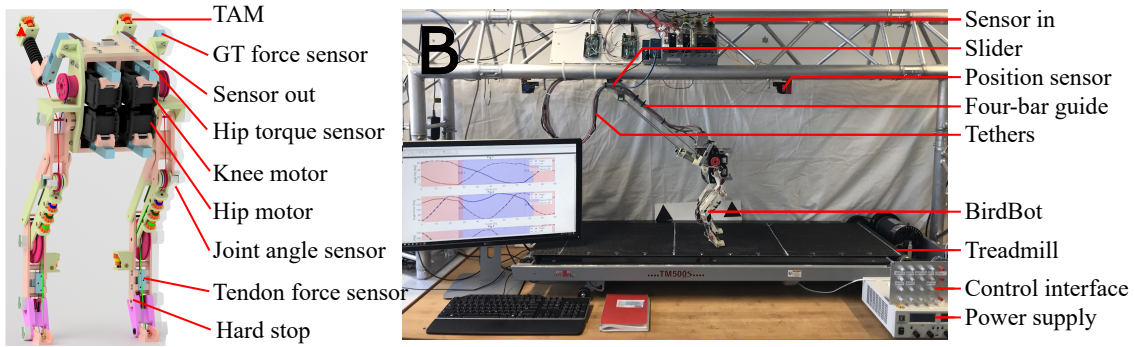 TAM
GT force sensor
Sensor out
Hip torque sensor
Knee motor
Hip motor
Joint angle sensor
Tendon force sensor
Hard stop
B
Sensor in
Slider
Position sensor
Four-bar guide
Tethers
BirdBot
Treadmill
Control interface
Power supply
....TM500S....